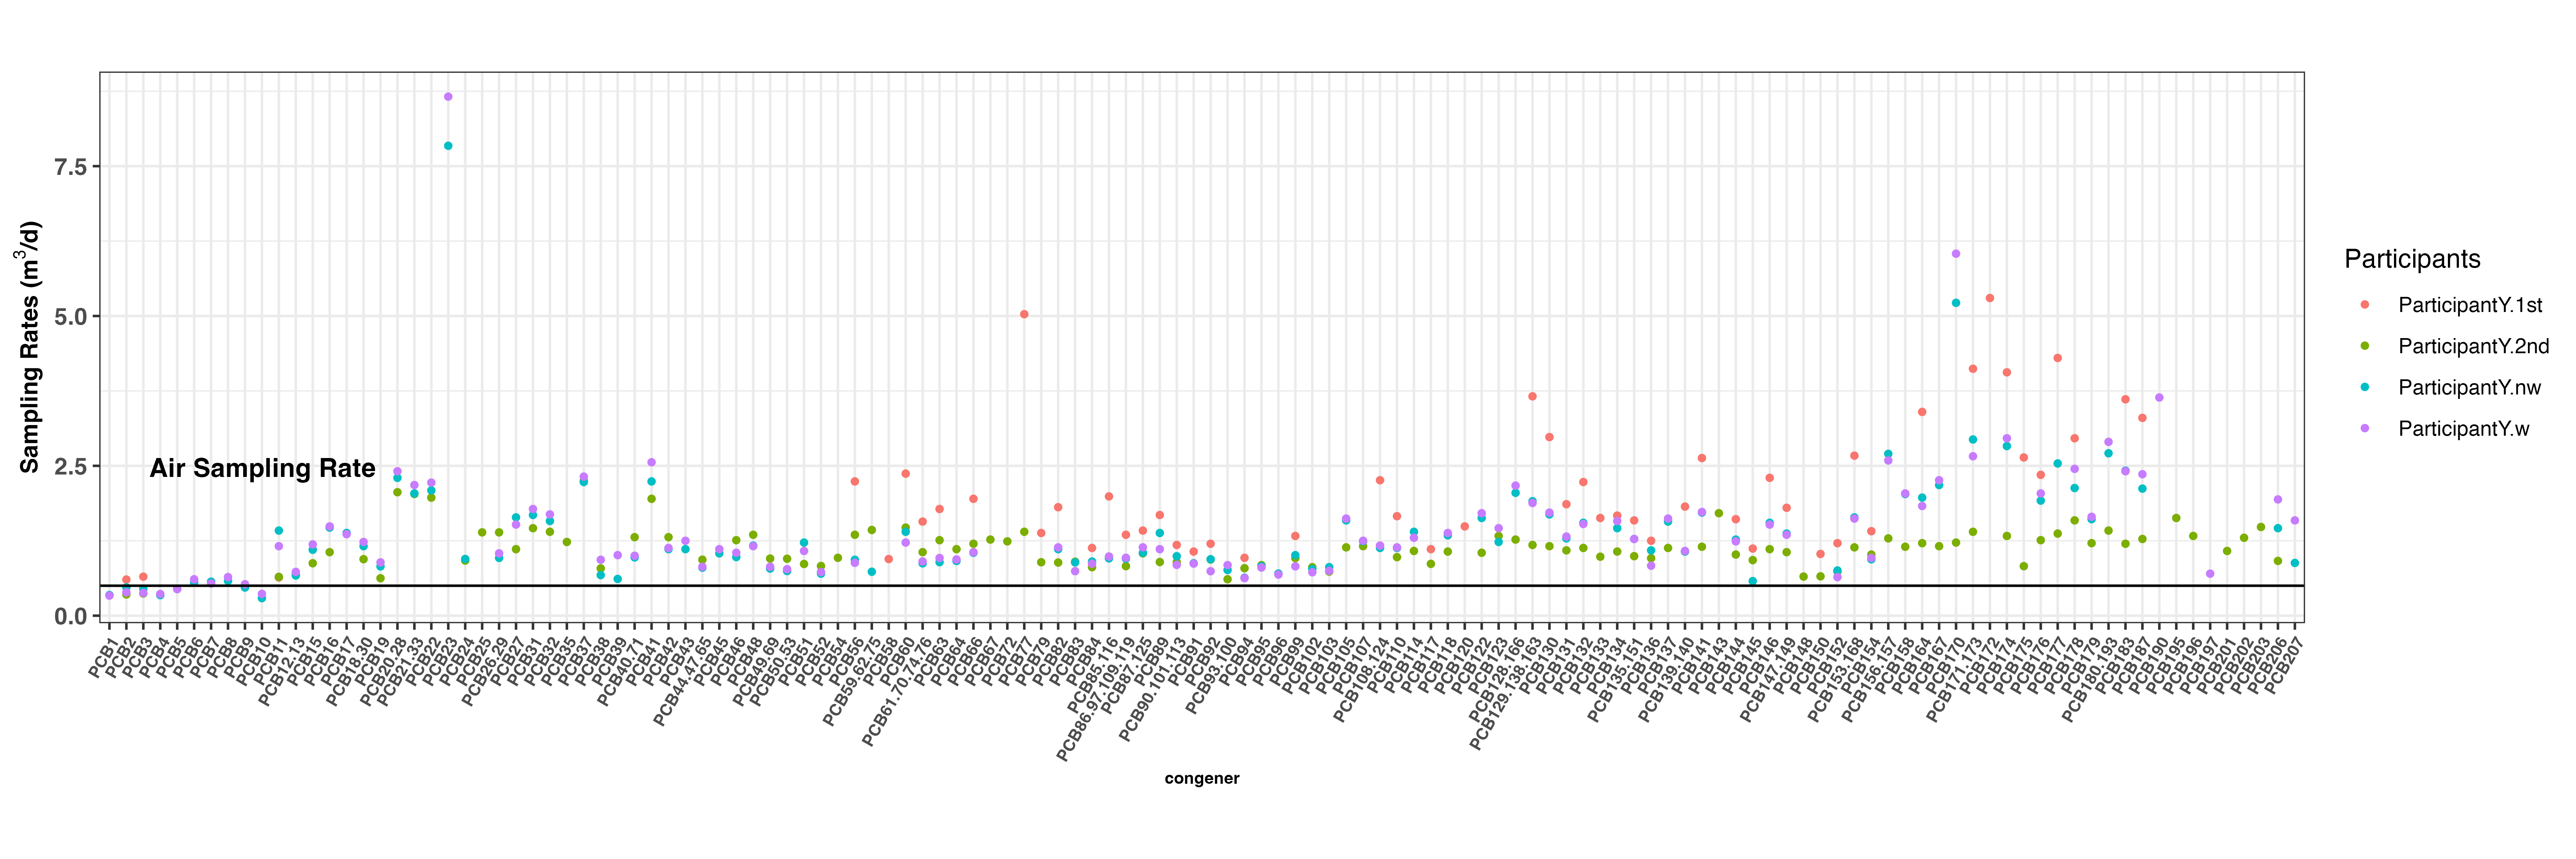 7.5
5.0
2.5
0.0
Sampling Rates (m³/d)
Air Sampling Rate
PCB1
PCB2
PCB3
PCB4
PCB5
PCB6
PCB7
PCB8
PCB9
PCB10
PCB11
PCB12.13
PCB15
PCB16
PCB17
PCB18.30
PCB19
PCB20.28
PCB21.33
PCB22
PCB23
PCB24
PCB25
PCB26.29
PCB27
PCB31
PCB32
PCB35
PCB37
PCB38
PCB39
PCB40.71
PCB41
PCB42
PCB43
PCB44.47.65
PCB45
PCB46
PCB48
PCB49.69
PCB50.53
PCB51
PCB52
PCB54
PCB56
PCB59.62.75
PCB58
PCB60
PCB61.70.74.76
PCB63
PCB64
PCB66
PCB67
PCB72
PCB77
PCB79
PCB82
PCB83
PCB84
PCB85.116
PCB86.97.109.119
PCB87.125
PCB89
PCB90.101.113
PCB91
PCB92
PCB93.100
PCB94
PCB95
PCB96
PCB99
PCB102
PCB103
PCB105
PCB107
PCB108.124
PCB110
PCB114
PCB117
PCB118
PCB120
PCB122
PCB123
PCB128.166
PCB129.138.163
PCB130
PCB131
PCB132
PCB133
PCB134
PCB135.151
PCB136
PCB137
PCB139.140
PCB141
PCB143
PCB144
PCB145
PCB146
PCB147.149
PCB148
PCB150
PCB152
PCB153.168
PCB154
PCB156.157
PCB158
PCB164
PCB167
PCB170
PCB171.173
PCB172
PCB174
PCB175
PCB176
PCB177
PCB178
PCB179
PCB180.193
PCB183
PCB187
PCB190
PCB195
PCB196
PCB197
PCB201
PCB202
PCB203
PCB206
PCB207
congener
Participants
ParticipantY.1st
ParticipantY.2nd
ParticipantY.nw
ParticipantY.w